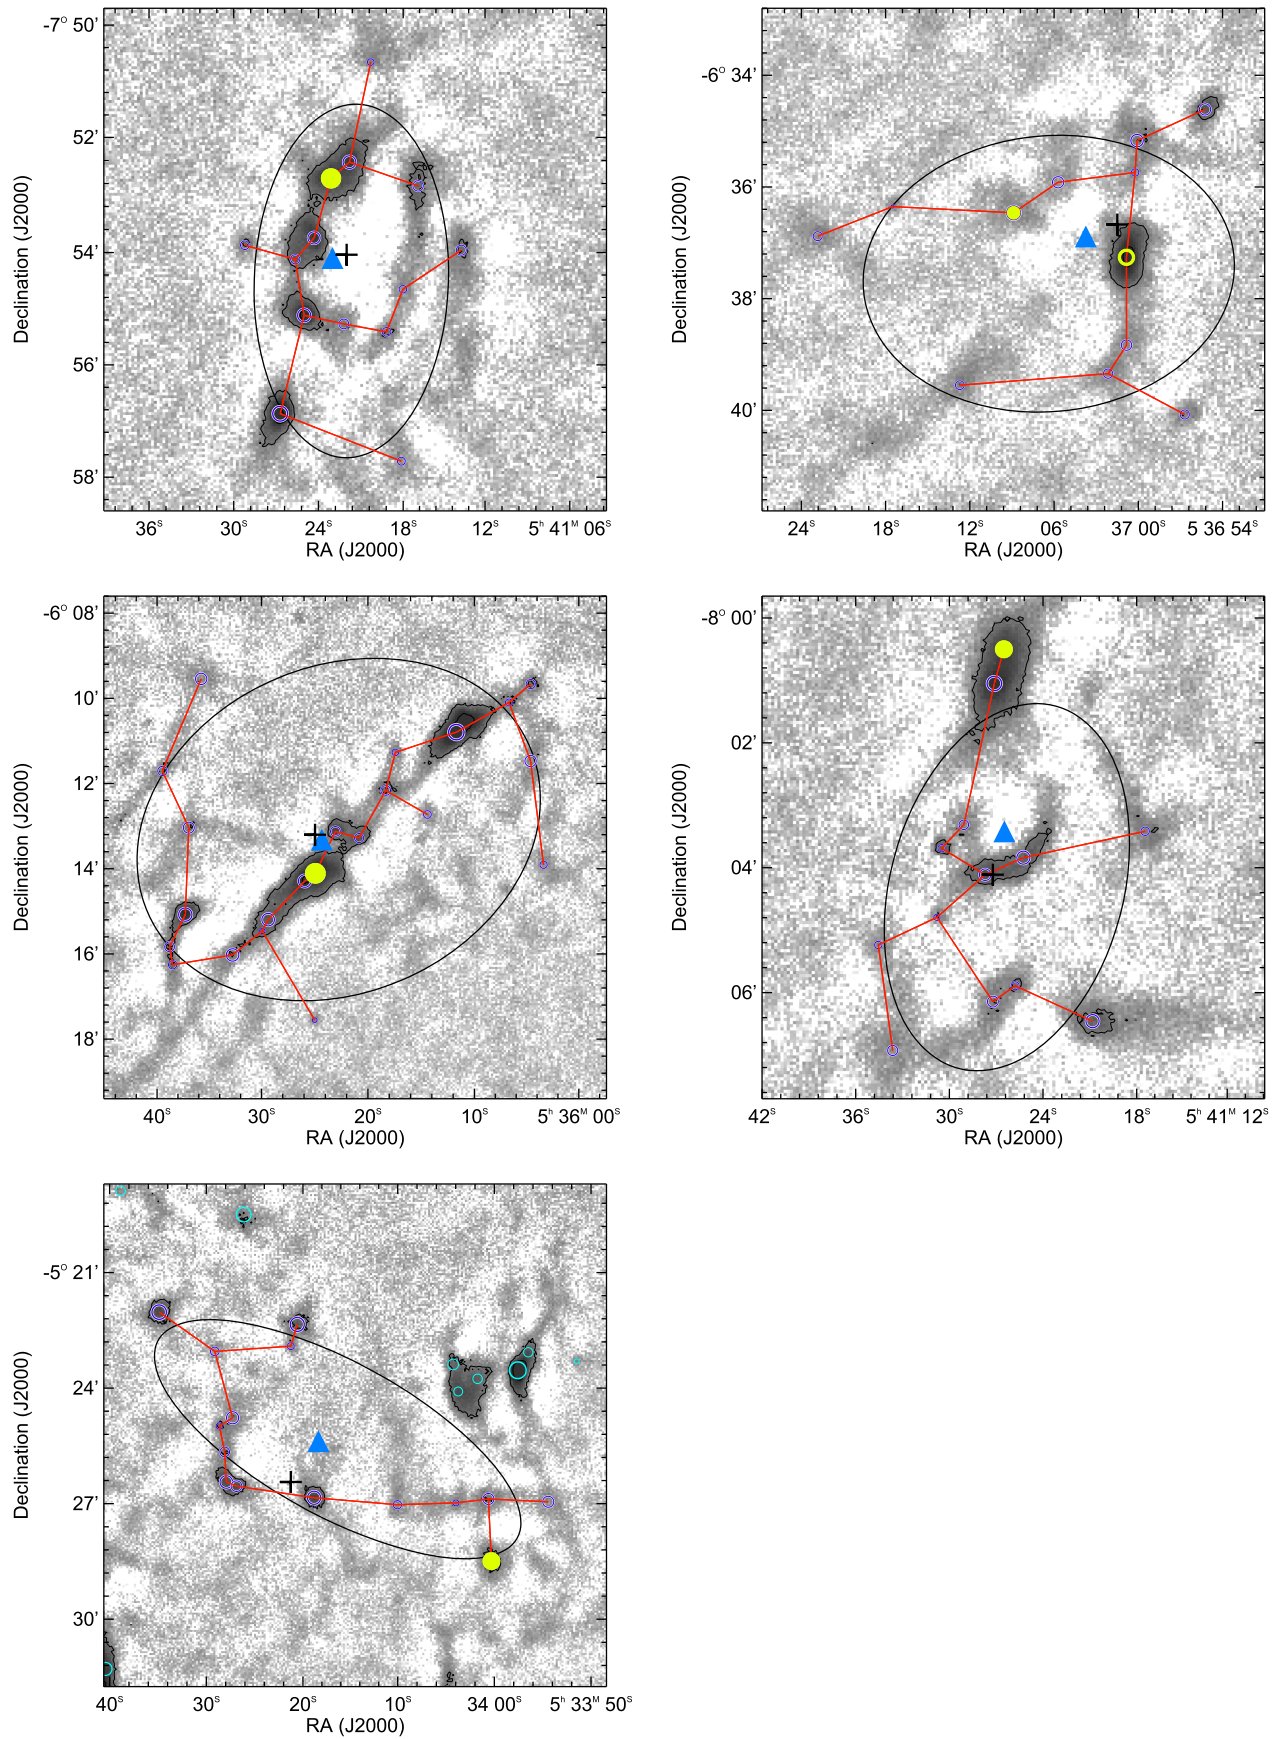 -7° 50'
52'
54'
56'
58'
Declination (J2000)
36ˢ 30ˢ 24ˢ 18ˢ 12ˢ 5ʰ 41ᴹ 06ˢ
RA (J2000)
-6° 34'
36'
38'
40'
Declination (J2000)
24ˢ 18ˢ 12ˢ 06ˢ 37 00ˢ 5 36 54ˢ
RA (J2000)
-6° 08'
10'
12'
14'
16'
18'
Declination (J2000)
40ˢ 30ˢ 20ˢ 10ˢ 5ʰ 36ᴹ 00ˢ
RA (J2000)
-8° 00'
02'
04'
06'
Declination (J2000)
42ˢ 36ˢ 30ˢ 24ˢ 18ˢ 5ʰ 41ᴹ 12ˢ
RA (J2000)
-5° 21'
24'
27'
30'
Declination (J2000)
40ˢ 30ˢ 20ˢ 10ˢ 34 00ˢ 5ʰ 33ᴹ 50ˢ
RA (J2000)